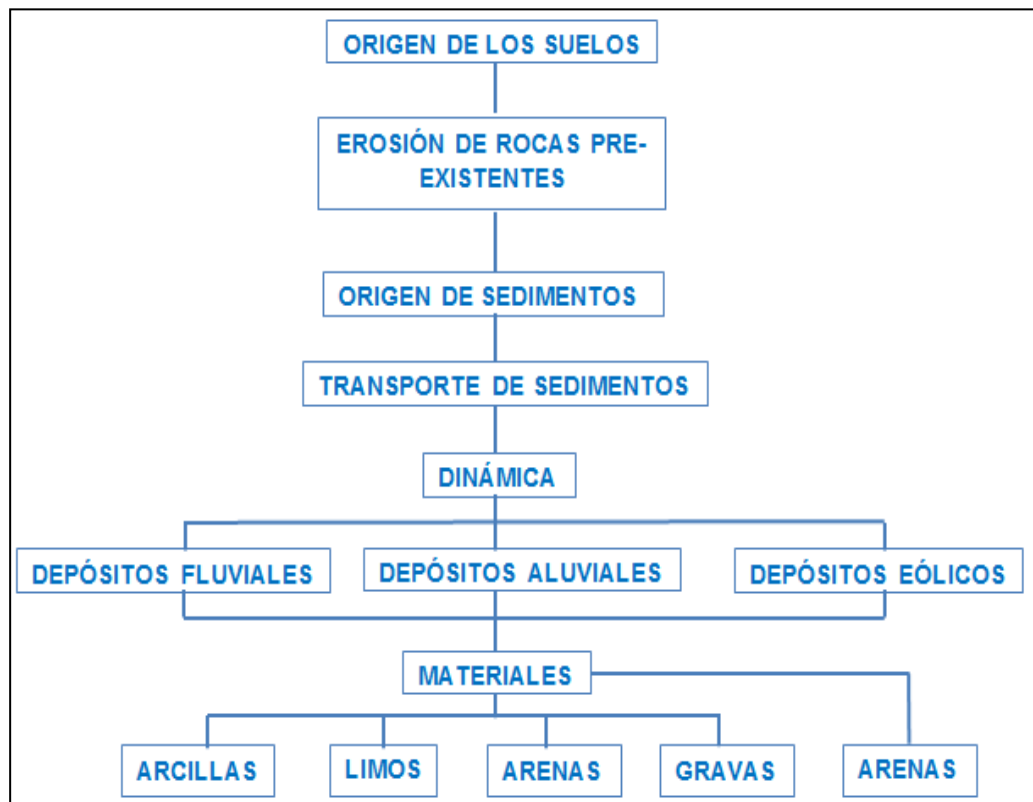 ORIGEN DE LOS SUELOS
EROSIÓN DE ROCAS PRE-
EXISTENTES
ORIGEN DE SEDIMENTOS
TRANSPORTE DE SEDIMENTOS
DINÁMICA
DEPÓSITOS FLUVIALES
DEPÓSITOS ALUVIALES
DEPÓSITOS EÓLICOS
MATERIALES
ARCILLAS
LIMOS
ARENAS
GRAVAS
ARENAS